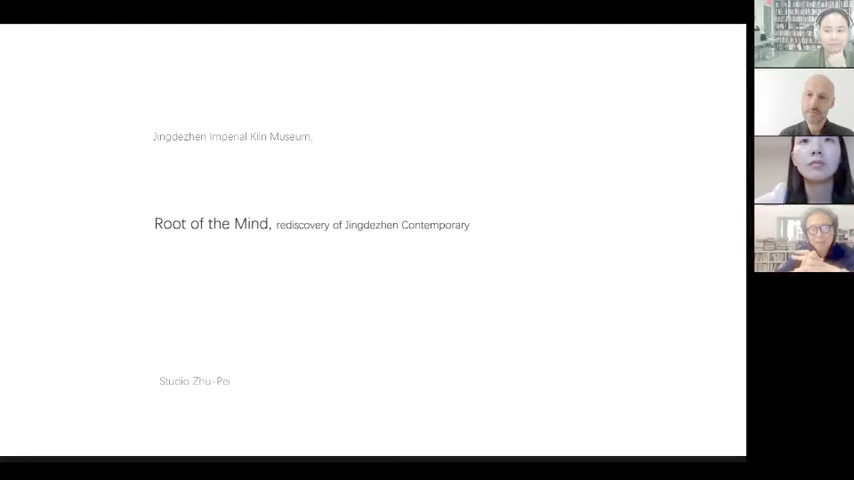 Jingdezhen Imperial Kiln Museum.
Root of the Mind, rediscovery of Jingdezhen Contemporary
Studio Zhu-Pei